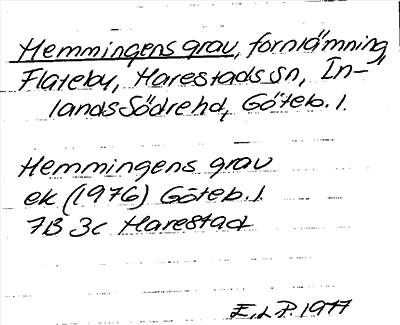 Hemmingens grav, fornlämning,
Flateby, Harestads sn, In-
lands Södre hd, Göteb. l.
Hemmingens grav
ek (1976) Göteb. l.
7B 3c Harestad
E.L.P. 1977